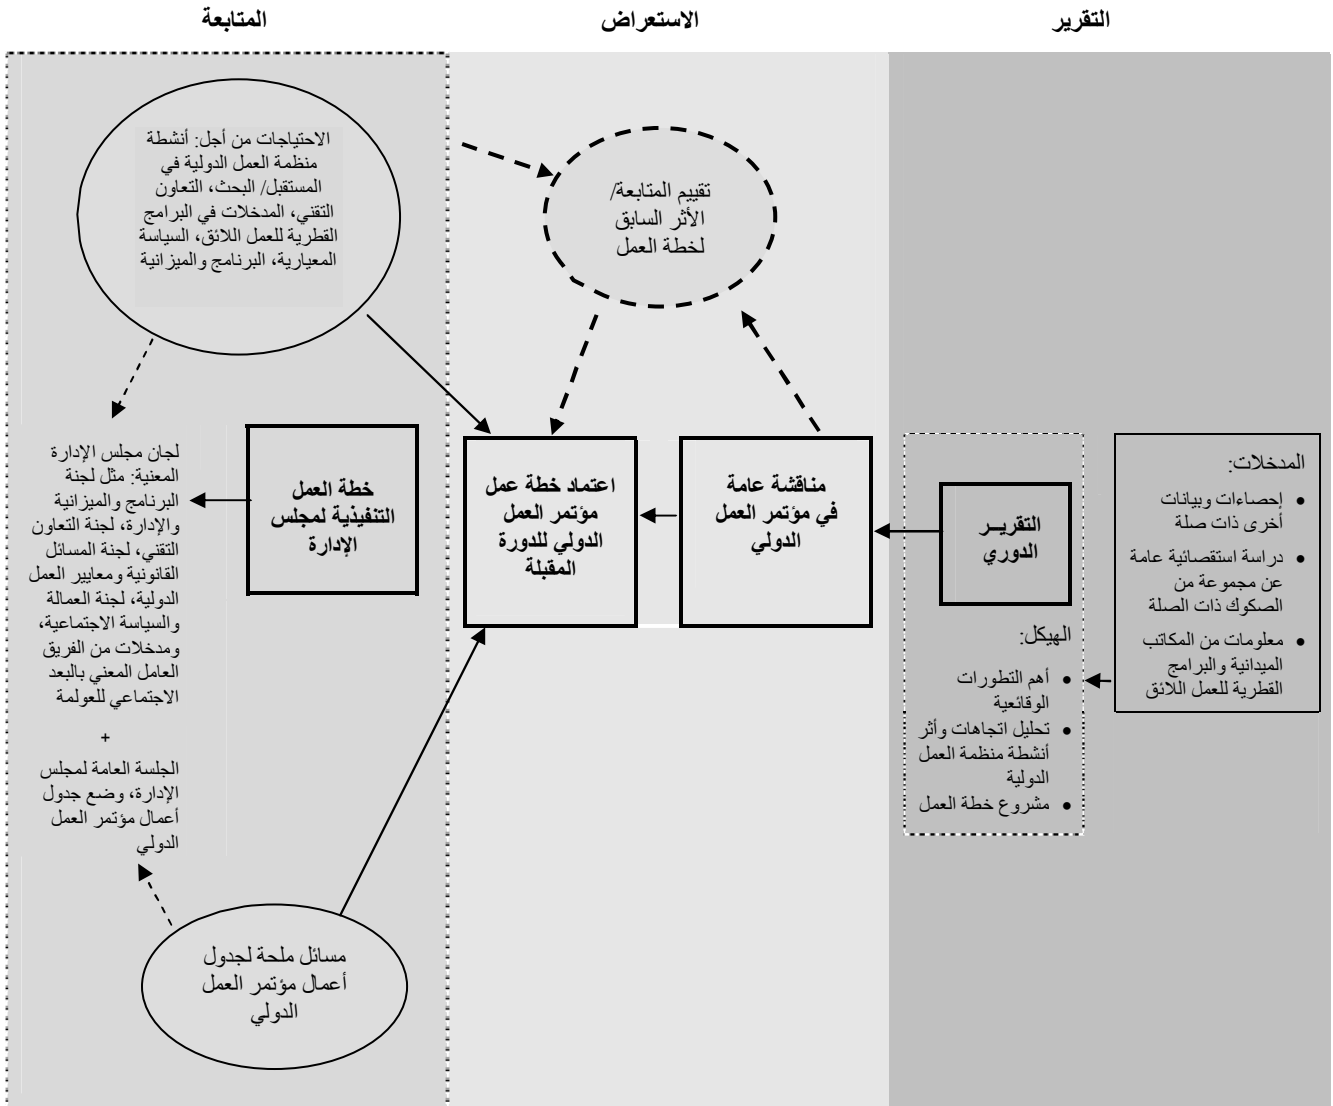 التقرير
الاستعراض
المتابعة
المدخلات:
• إحصاءات وبيانات
أخرى ذات صلة
• دراسة استقصائية عامة
عن مجموعة من
الصكوك ذات الصلة
• معلومات من المكاتب
الميدانية والبرامج
القطرية للعمل اللائق
التقريــر
الدوري
الهيكل:
• أهم التطورات
الوقائعية
• تحليل اتجاهات وأثر
أنشطة منظمة العمل
الدولية
• مشروع خطة العمل
تقييم المتابعة/
الأثر السابق
لخطة العمل
مناقشة عامة
في مؤتمر العمل
الدولي
اعتماد خطة عمل
مؤتمر العمل
الدولي للدورة
المقبلة
الاحتياجات من أجل: أنشطة
منظمة العمل الدولية في
المستقبل/ البحث، التعاون
التقني، المدخلات في البرامج
القطرية للعمل اللائق، السياسة
المعيارية، البرنامج والميزانية
خطة العمل
التنفيذية لمجلس
الإدارة
لجان مجلس الإدارة
المعنية: مثل لجنة
البرنامج والميزانية
والإدارة، لجنة التعاون
التقني، لجنة المسائل
القانونية ومعايير العمل
الدولية، لجنة العمالة
والسياسة الاجتماعية،
ومدخلات من الفريق
العامل المعني بالبعد
الاجتماعي للعولمة
+
الجلسة العامة لمجلس
الإدارة، وضع جدول
أعمال مؤتمر العمل
الدولي
مسائل ملحة لجدول
أعمال مؤتمر العمل
الدولي